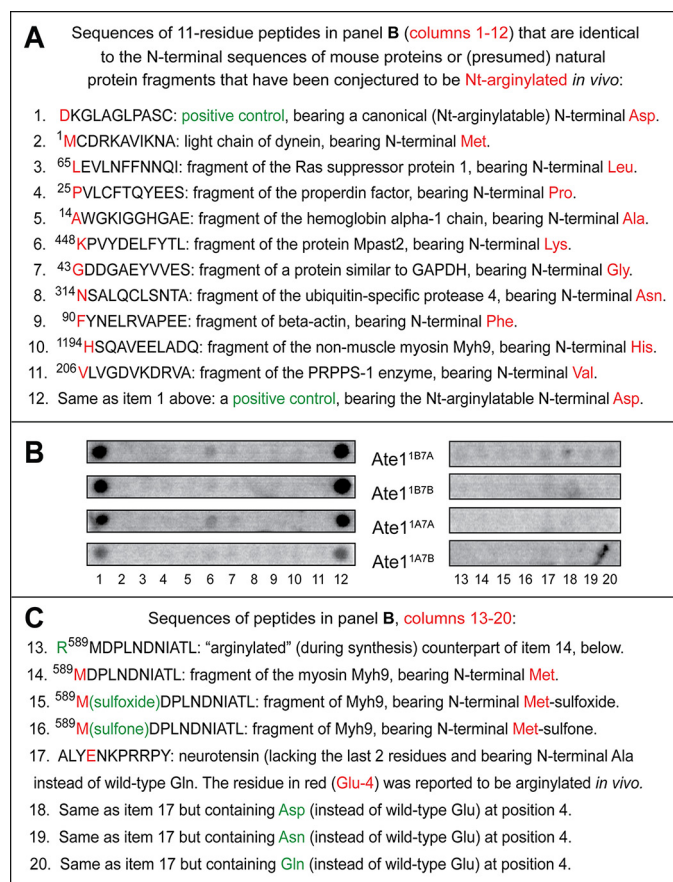 A Sequences of 11-residue peptides in panel B (columns 1-12) that are identical
to the N-terminal sequences of mouse proteins or (presumed) natural
protein fragments that have been conjectured to be Nt-arginylated in vivo:
1. DKGLAGLPASC: positive control, bearing a canonical (Nt-arginylatable) N-terminal Asp.
2. ¹MCDRKAVIKNA: light chain of dynein, bearing N-terminal Met.
3. ⁶⁵LEVLNFFNNQI: fragment of the Ras suppressor protein 1, bearing N-terminal Leu.
4. ²⁵PVLCFTQYEES: fragment of the properdin factor, bearing N-terminal Pro.
5. ¹⁴AWGKIGGHGAE: fragment of the hemoglobin alpha-1 chain, bearing N-terminal Ala.
6. ⁴⁴⁸KPVYDELFYTL: fragment of the protein Mpast2, bearing N-terminal Lys.
7. ⁴³GDDGAEYVVES: fragment of a protein similar to GAPDH, bearing N-terminal Gly.
8. ³¹⁴NSALQCLSNTA: fragment of the ubiquitin-specific protease 4, bearing N-terminal Asn.
9. ⁹⁰FYNELRVAPEE: fragment of beta-actin, bearing N-terminal Phe.
10. ¹¹⁹⁴HSQAVEELADQ: fragment of the non-muscle myosin Myh9, bearing N-terminal His.
11. ²⁰⁶VLVGDVKDRVA: fragment of the PRPPS-1 enzyme, bearing N-terminal Val.
12. Same as item 1 above: a positive control, bearing the Nt-arginylatable N-terminal Asp.
B
Ate1¹ᴮ⁷ᴬ
Ate1¹ᴮ⁷ᴮ
Ate1¹ᴬ⁷ᴬ
Ate1¹ᴬ⁷ᴮ
1 2 3 4 5 6 7 8 9 10 11 12 13 14 15 16 17 18 19 20
C Sequences of peptides in panel B, columns 13-20:
13. R⁵⁸⁹MDPLNDNIATL: “arginylated” (during synthesis) counterpart of item 14, below.
14. ⁵⁸⁹MDPLNDNIATL: fragment of the myosin Myh9, bearing N-terminal Met.
15. ⁵⁸⁹M(sulfoxide)DPLNDNIATL: fragment of Myh9, bearing N-terminal Met-sulfoxide.
16. ⁵⁸⁹M(sulfone)DPLNDNIATL: fragment of Myh9, bearing N-terminal Met-sulfone.
17. ALYENKPRRPY: neurotensin (lacking the last 2 residues and bearing N-terminal Ala
instead of wild-type Gln. The residue in red (Glu-4) was reported to be arginylated in vivo.
18. Same as item 17 but containing Asp (instead of wild-type Glu) at position 4.
19. Same as item 17 but containing Asn (instead of wild-type Glu) at position 4.
20. Same as item 17 but containing Gln (instead of wild-type Glu) at position 4.